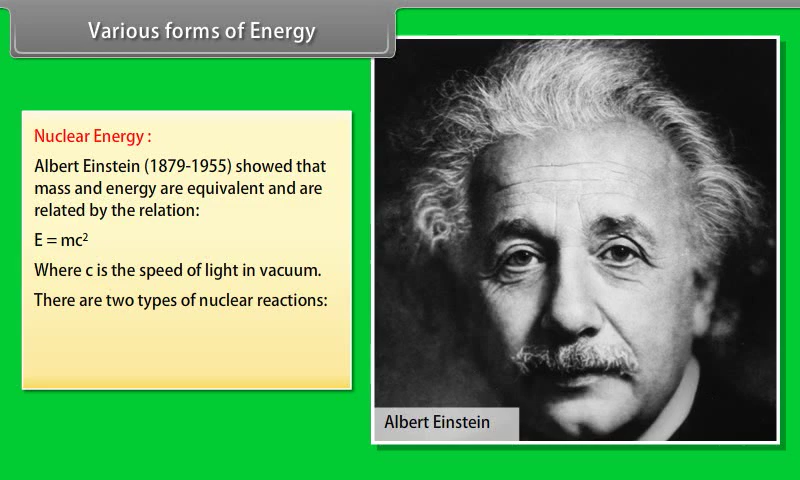 Various forms of Energy
Nuclear Energy :
Albert Einstein (1879-1955) showed that
mass and energy are equivalent and are
related by the relation:
E = mc²
Where c is the speed of light in vacuum.
There are two types of nuclear reactions:
Albert Einstein